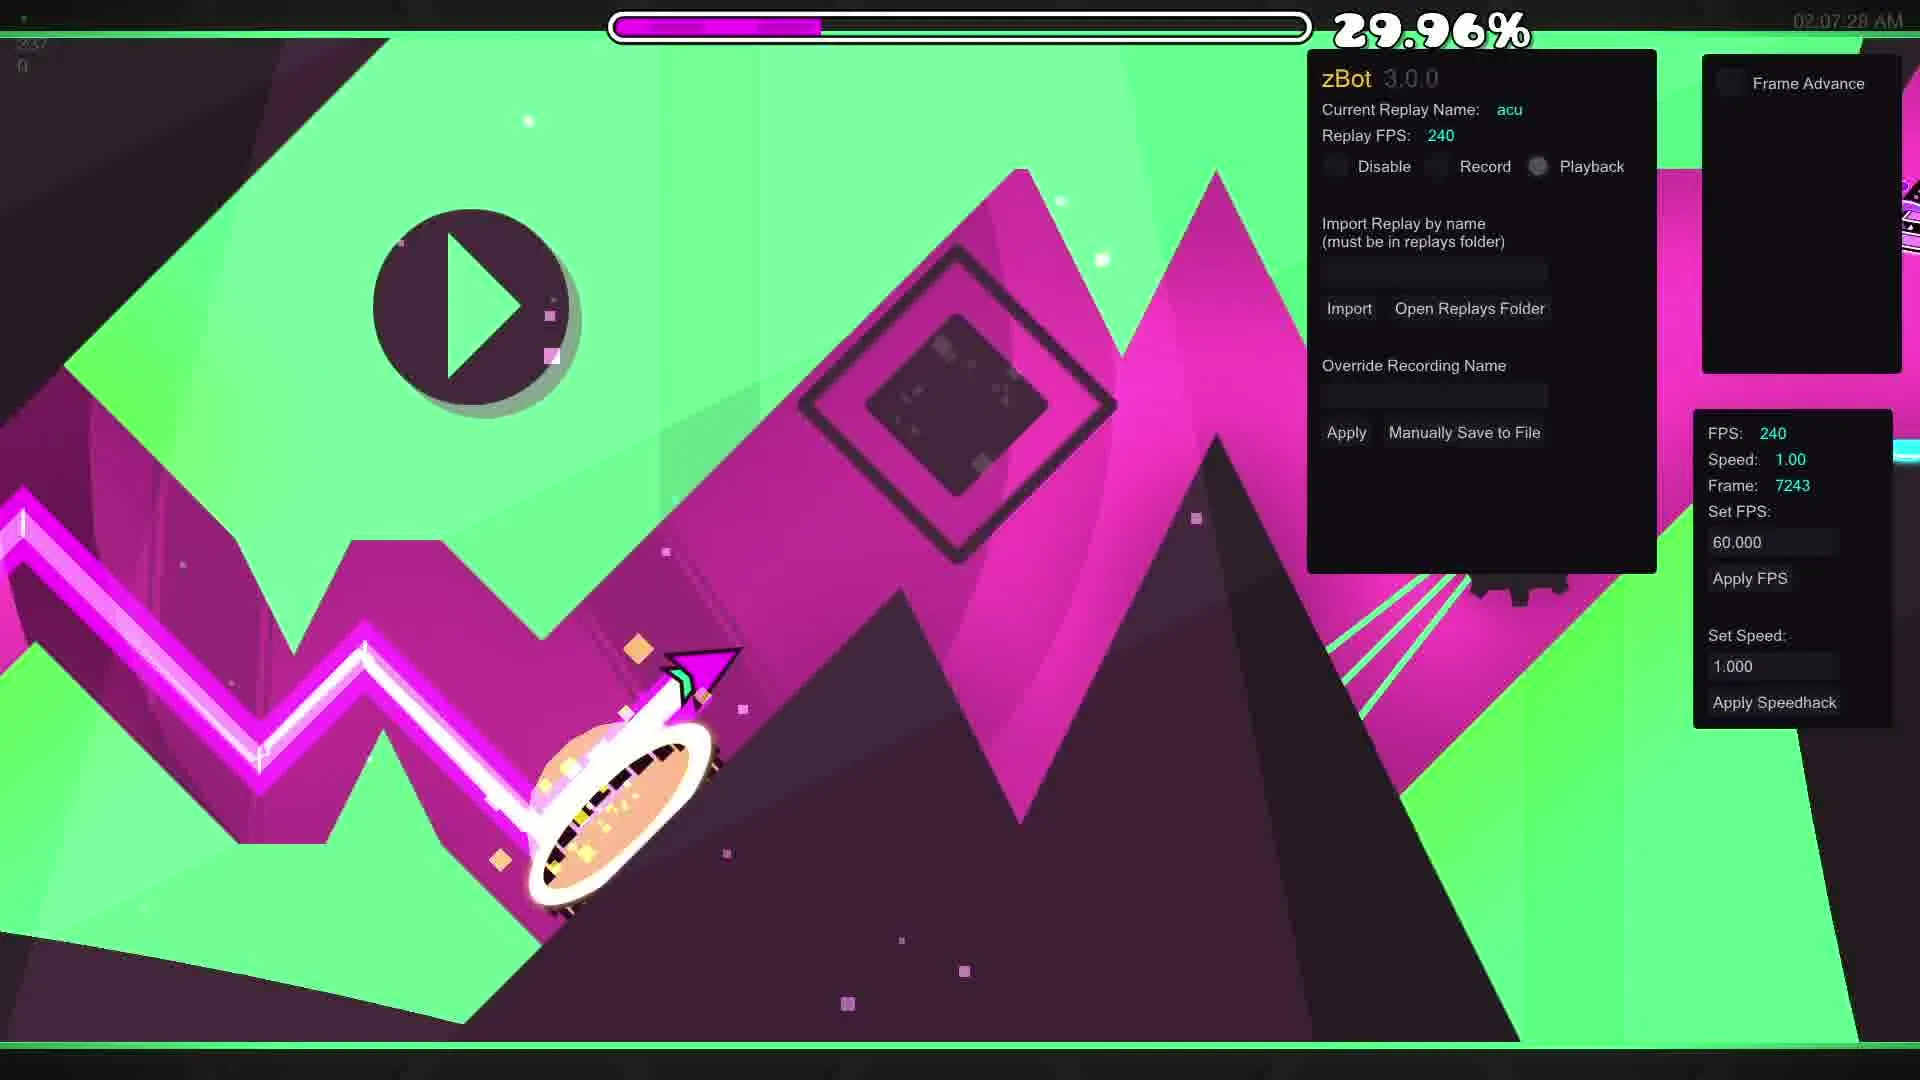 29.96%
02:07:28 AM
0
zBot 3.0.0
Current Replay Name: acu
Replay FPS: 240
Disable Record Playback
Import Replay by name
(must be in replays folder)
Import Open Replays Folder
Override Recording Name
Apply Manually Save to File
Frame Advance
FPS: 240
Speed: 1.00
Frame: 7243
Set FPS:
60.000
Apply FPS
Set Speed:
1.000
Apply Speedhack